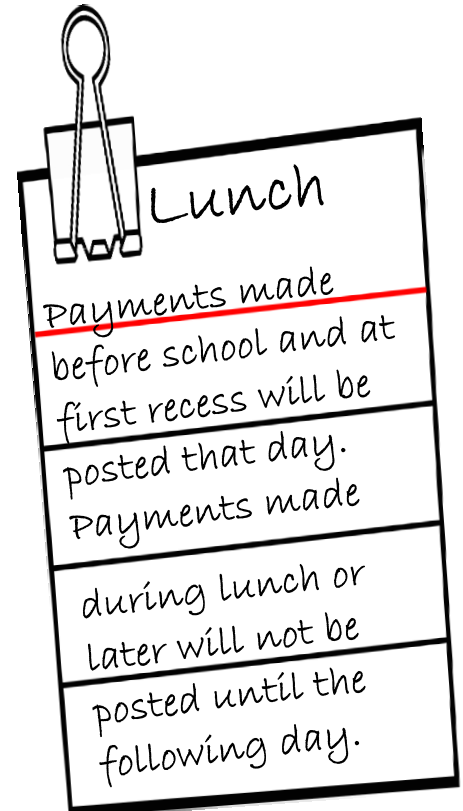 Lunch
Payments made
before school and at
first recess will be
posted that day.
Payments made
during lunch or
later will not be
posted until the
following day.